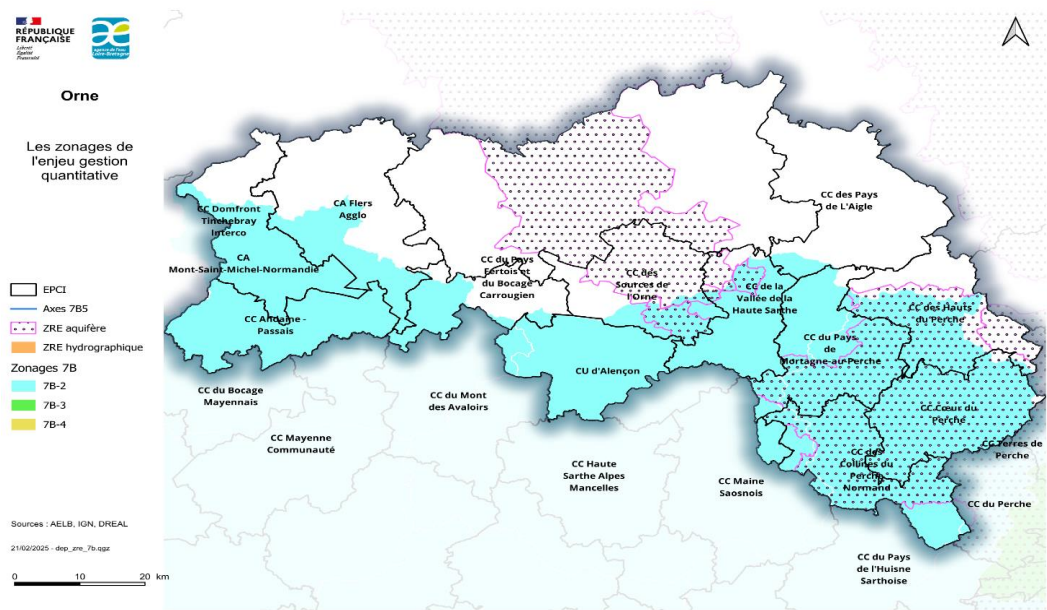 RÉPUBLIQUE
FRANÇAISE
Liberté
Égalité
Fraternité
agence de l'eau
Loire-Bretagne
Orne
Les zonages de
l'enjeu gestion
quantitative
EPCI
Axes 7B5
ZRE aquifère
ZRE hydrographique
Zonages 7B
7B-2
7B-3
7B-4
Sources : AELB, IGN, DREAL
21/02/2025 - dep_zre_7b.qgz
0 10 20 km
CC Domfront
Tinchebray
Interco
CA Flers
Agglo
CA
Mont-Saint-Michel-Normandie
CC Andaine -
Passais
CC du Pays
Fertois et
du Bocage
Carrougien
CC des
Sources de
l'Orne
CC des Pays
de L'Aigle
CC de la
Vallée de la
Haute Sarthe
CC des Hauts
du Perche
CC du Pays
de
Mortagne-au-Perche
CU d'Alençon
CC Cœur du
Perche
CC Terres de
Perche
CC des
Collines du
Perche
Normand
CC du Bocage
Mayennais
CC du Mont
des Avaloirs
CC Mayenne
Communauté
CC Haute
Sarthe Alpes
Mancelles
CC Maine
Saosnois
CC du Perche
CC du Pays
de l'Huisne
Sarthoise